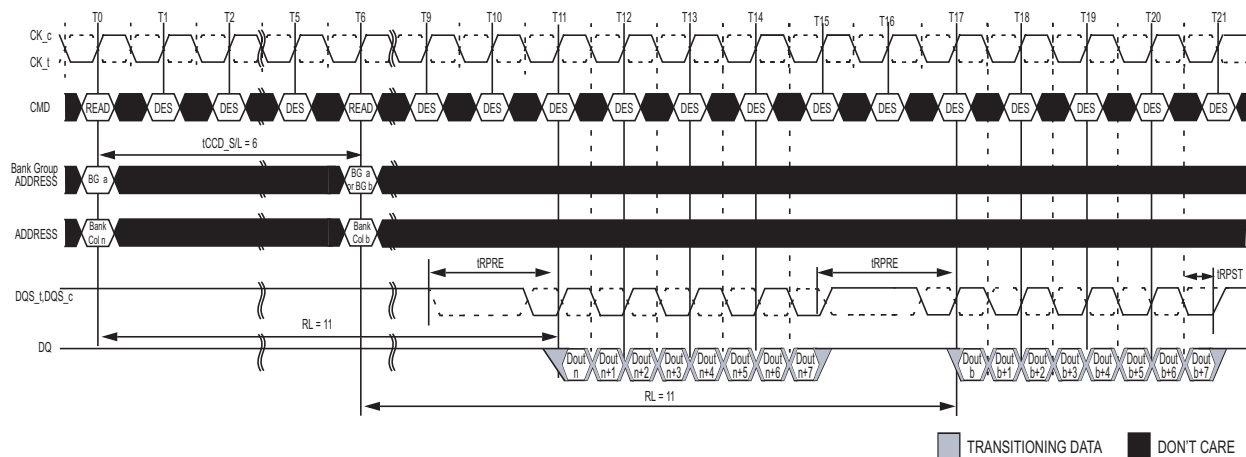 T0 T1 T2 T5 T6 T9 T10 T11 T12 T13 T14 T15 T16 T17 T18 T19 T20 T21
CK_c
CK_t
CMD READ DES DES DES READ DES DES DES DES DES DES DES DES DES DES DES DES DES
tCCD_S/L = 6
Bank Group
ADDRESS
BG a
BG a
or BG b
ADDRESS
Bank
Col n
Bank
Col b
tRPRE tRPRE tRPST
DQS_t,DQS_c
RL = 11
DQ
Dout Dout Dout Dout Dout Dout Dout Dout Dout Dout Dout Dout Dout Dout Dout Dout
n n+1 n+2 n+3 n+4 n+5 n+6 n+7 b b+1 b+2 b+3 b+4 b+5 b+6 b+7
RL = 11
TRANSITIONING DATA DON'T CARE